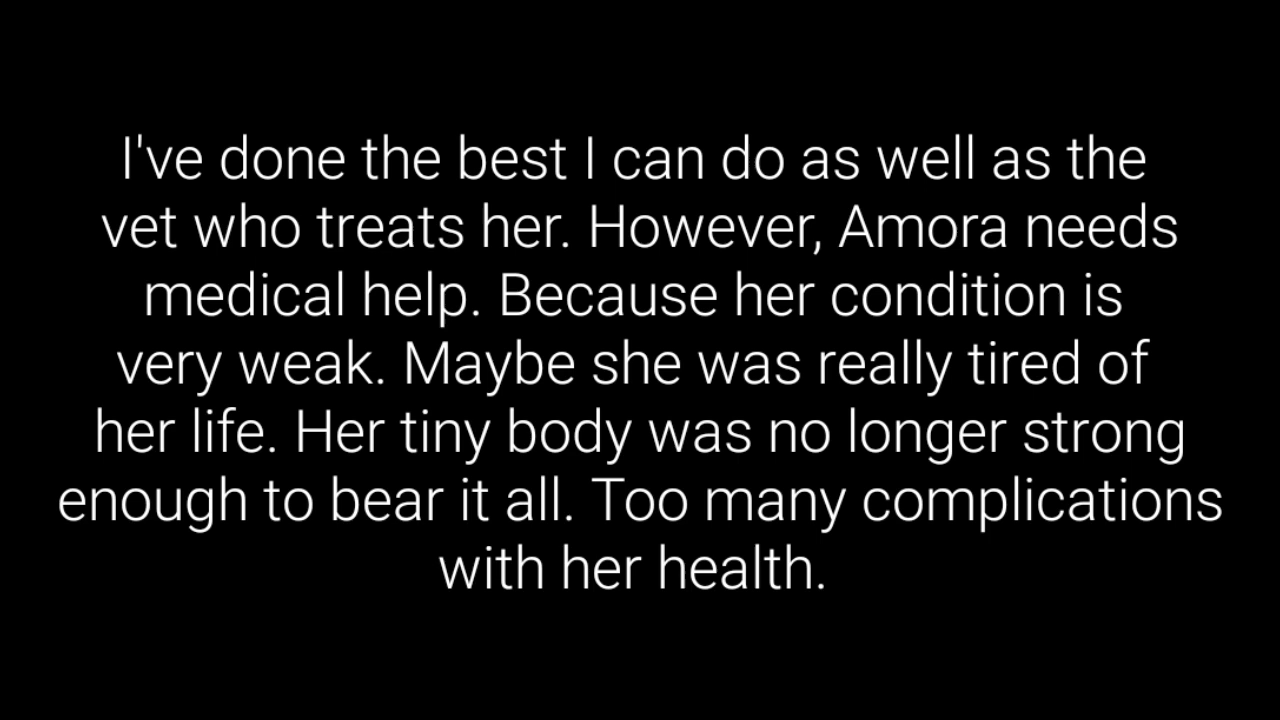 I've done the best I can do as well as the
vet who treats her. However, Amora needs
medical help. Because her condition is
very weak. Maybe she was really tired of
her life. Her tiny body was no longer strong
enough to bear it all. Too many complications
with her health.